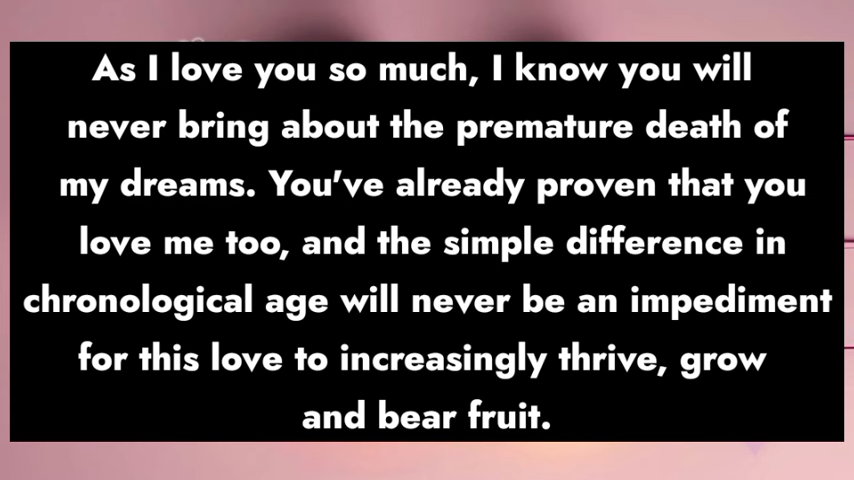 As I love you so much, I know you will
never bring about the premature death of
my dreams. You've already proven that you
love me too, and the simple difference in
chronological age will never be an impediment
for this love to increasingly thrive, grow
and bear fruit.